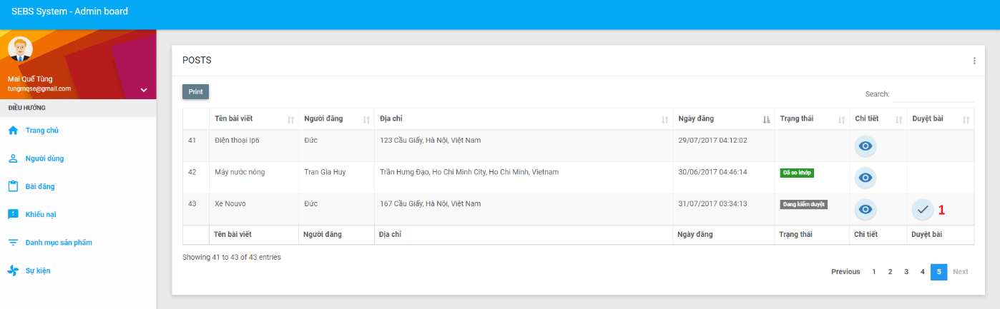 SEBS System - Admin board
Mai Quế Tùng
tungmqse@gmail.com
ĐIỀU HƯỚNG
Trang chủ
Người dùng
Bài đăng
Khiếu nại
Danh mục sản phẩm
Sự kiện
POSTS
Print
Search:
Tên bài viết Người đăng Địa chỉ Ngày đăng Trạng thái Chi tiết Duyệt bài
41 Điện thoại Ip6 Đức 123 Cầu Giấy, Hà Nội, Việt Nam 29/07/2017 04:12:02
42 Máy nước nóng Tran Gia Huy Trần Hưng Đạo, Ho Chi Minh City, Ho Chi Minh, Vietnam 30/06/2017 04:46:14 Đã so khớp
43 Xe Nouvo Đức 167 Cầu Giấy, Hà Nội, Việt Nam 31/07/2017 03:34:13 Đang kiểm duyệt 1
Tên bài viết Người đăng Địa chỉ Ngày đăng Trạng thái Chi tiết Duyệt bài
Showing 41 to 43 of 43 entries
Previous 1 2 3 4 5 Next